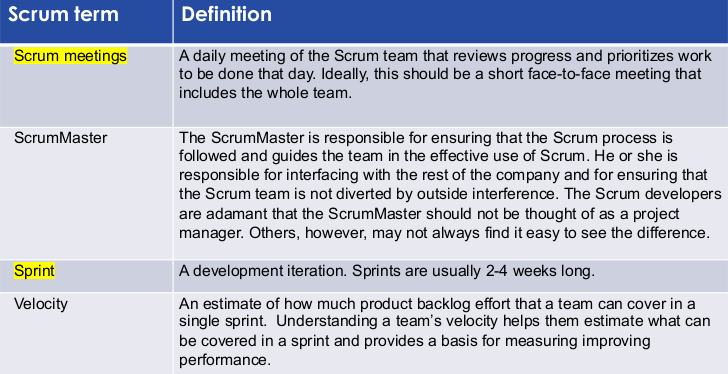 Scrum term Definition
Scrum meetings A daily meeting of the Scrum team that reviews progress and prioritizes work
to be done that day. Ideally, this should be a short face-to-face meeting that
includes the whole team.
ScrumMaster The ScrumMaster is responsible for ensuring that the Scrum process is
followed and guides the team in the effective use of Scrum. He or she is
responsible for interfacing with the rest of the company and for ensuring that
the Scrum team is not diverted by outside interference. The Scrum developers
are adamant that the ScrumMaster should not be thought of as a project
manager. Others, however, may not always find it easy to see the difference.
Sprint A development iteration. Sprints are usually 2-4 weeks long.
Velocity An estimate of how much product backlog effort that a team can cover in a
single sprint. Understanding a team’s velocity helps them estimate what can
be covered in a sprint and provides a basis for measuring improving
performance.